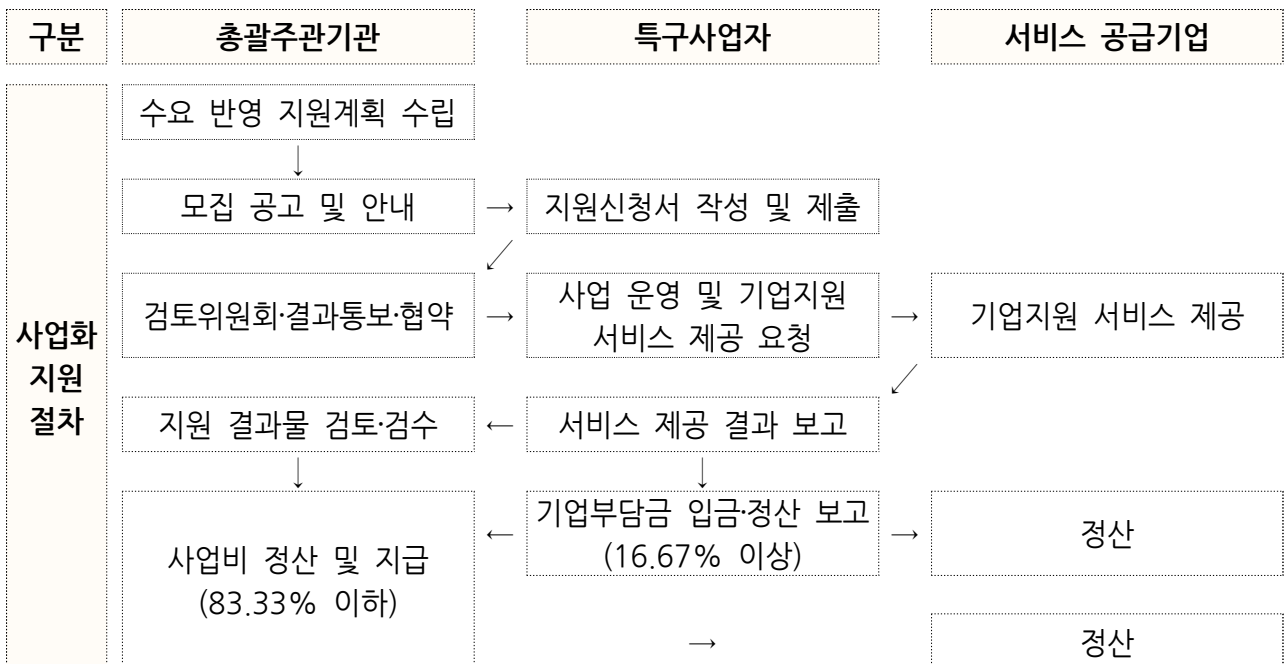 구분
총괄주관기관
특구사업자
서비스 공급기업
사업화
지원
절차
수요 반영 지원계획 수립
↓
모집 공고 및 안내 → 지원신청서 작성 및 제출
↙
검토위원회·결과통보·협약 → 사업 운영 및 기업지원
서비스 제공 요청 → 기업지원 서비스 제공
↙
지원 결과물 검토·검수 ← 서비스 제공 결과 보고
↓ ↓
사업비 정산 및 지급
(83.33% 이하)
← 기업부담금 입금·정산 보고
(16.67% 이상) → 정산
→ 정산